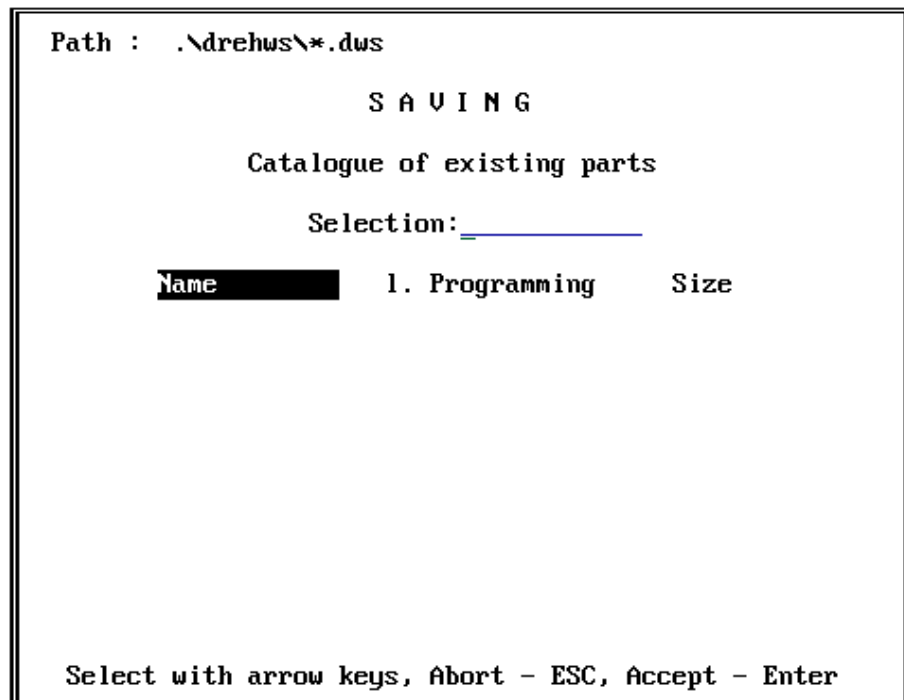 Path :  .\drehws\*.dws
S A V I N G
Catalogue of existing parts
Selection:
Name l. Programming Size
Select with arrow keys, Abort - ESC, Accept - Enter